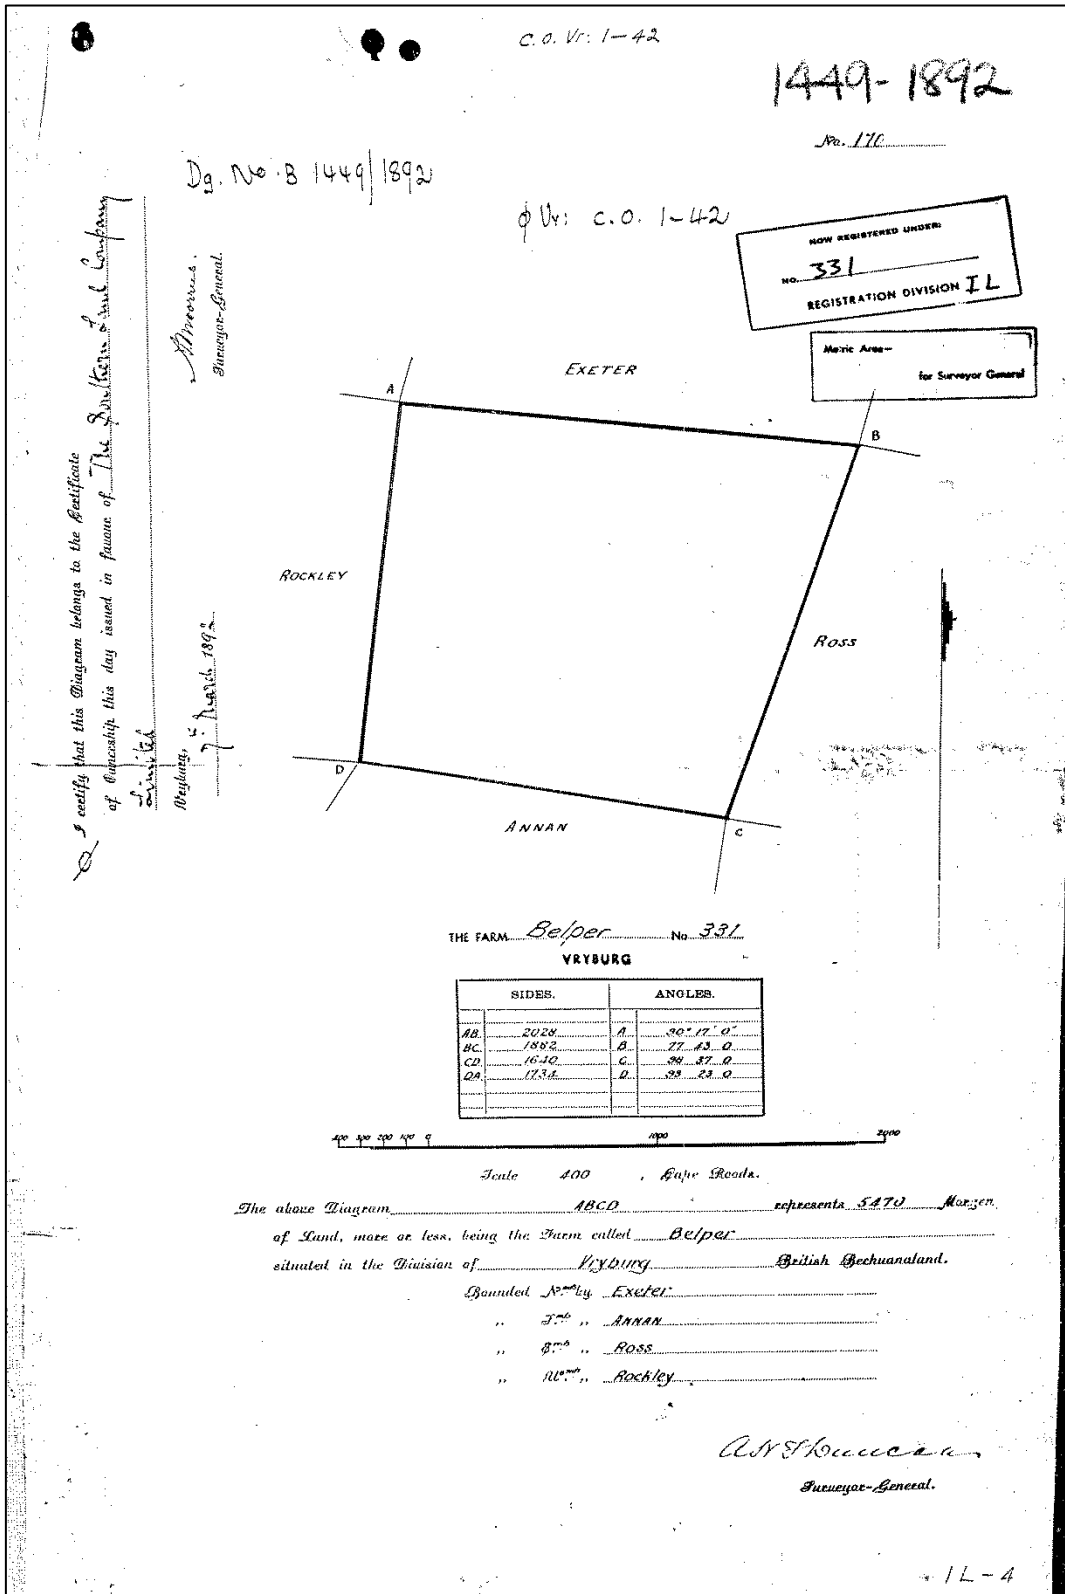 C.O. Vr: 1-42
1449-1892
No. 170
Dg. No. B 1449/1892
φ Vr: C.O. 1-42
NOW REGISTERED UNDER:
No. 331
REGISTRATION DIVISION IL
Metric Area—
for Surveyor General
I certify that this Diagram belongs to the Certificate
of Ownership this day issued in favour of The Southern Land Company
Limited
Vryburg,
7th March 1892
Surveyor-General.
EXETER
A
B
ROCKLEY
ROSS
D
C
ANNAN
THE FARM Belper No 331
VRYBURG
SIDES. ANGLES.
AB 2028 A 90° 17' 0"
BC 1862 B 77 43 0
CD 1640 C 98 37 0
DA 1734 D 93 23 0
400 300 200 100 0 1000 2000
Scale 400 , Cape Roods.
The above Diagram ABCD represents 5470 Morgen
of Land, more or less, being the Farm called Belper
situated in the Division of Vryburg British Bechuanaland.
Bounded Nwds by Exeter
„ Swds „ ANNAN
„ Ewds „ Ross
„ Wwds „ Rockley
Surveyor-General.
IL-4